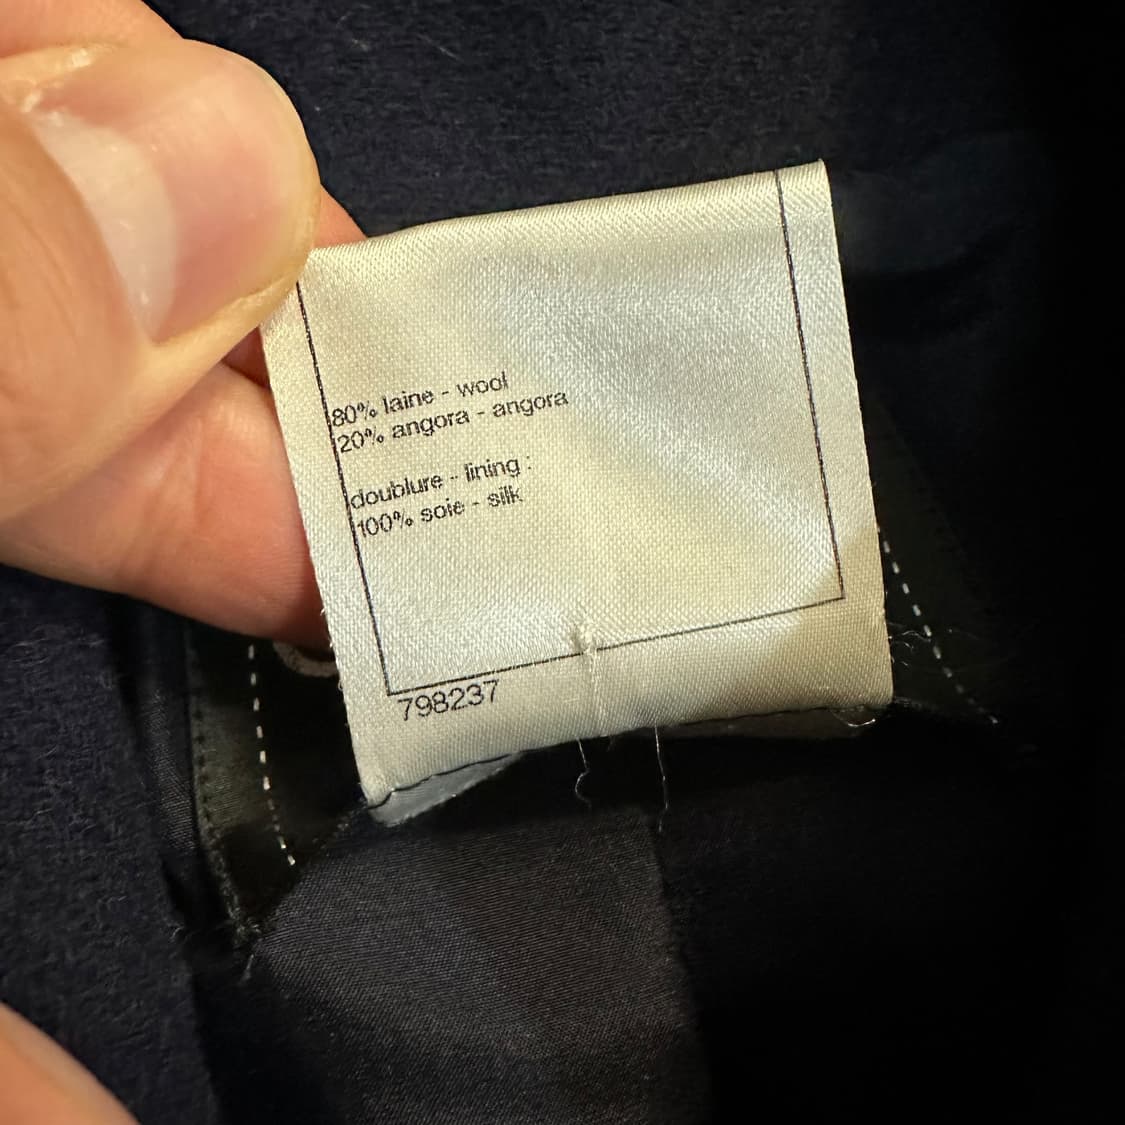 80% laine - wool
20% angora - angora
doublure - lining :
100% soie - silk
798237